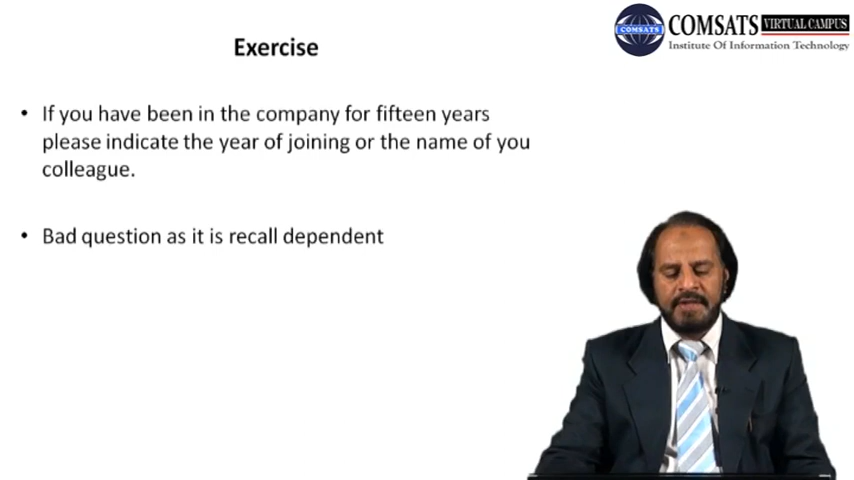 COMSATS VIRTUAL CAMPUS
COMSATS
Institute Of Information Technology
Exercise
• If you have been in the company for fifteen years
please indicate the year of joining or the name of you
colleague.
• Bad question as it is recall dependent